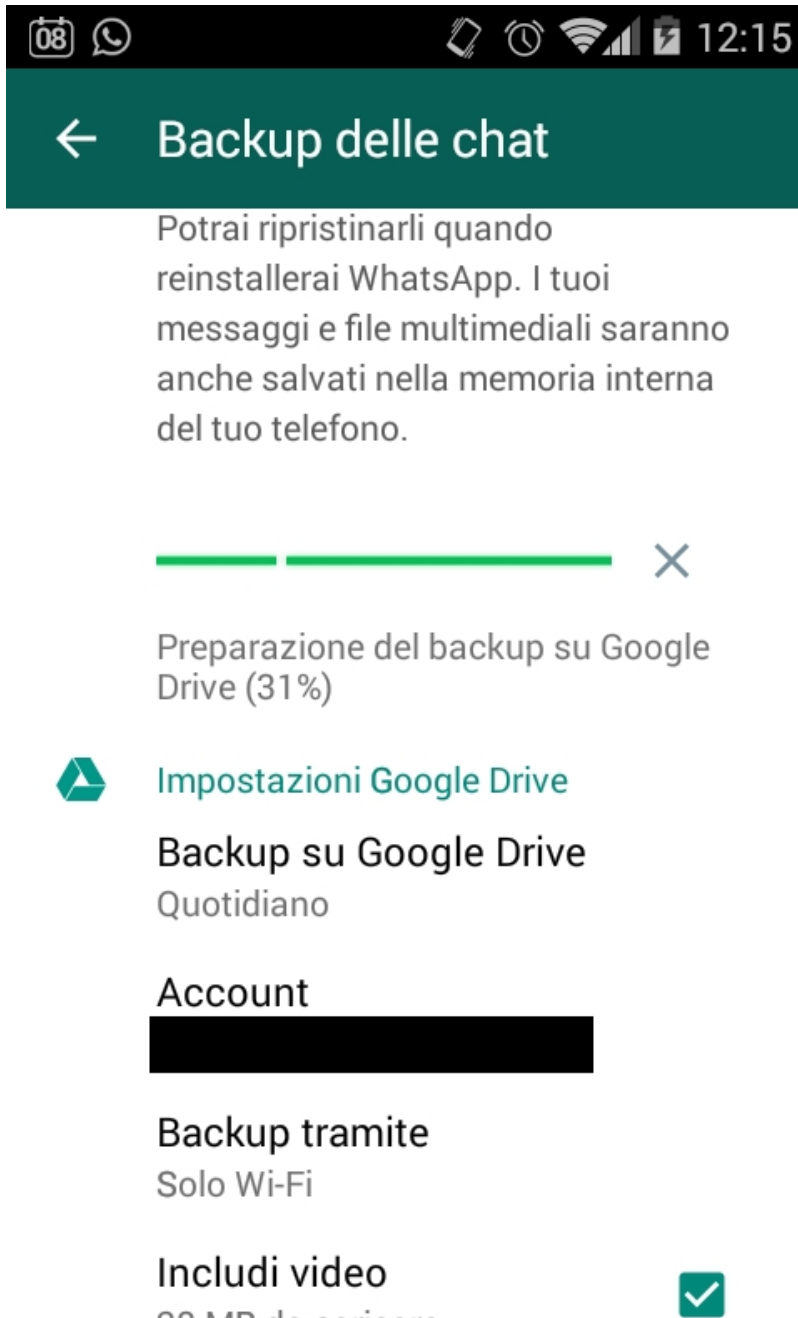 08 12:15
Backup delle chat
Potrai ripristinarli quando
reinstallerai WhatsApp. I tuoi
messaggi e file multimediali saranno
anche salvati nella memoria interna
del tuo telefono.
Preparazione del backup su Google
Drive (31%)
Impostazioni Google Drive
Backup su Google Drive
Quotidiano
Account
Backup tramite
Solo Wi-Fi
Includi video